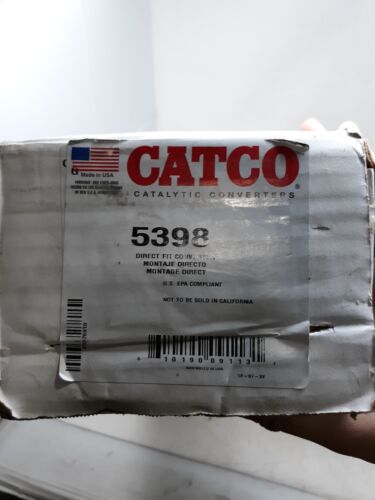 Made in USA
CATCO®
CATALYTIC CONVERTERS
5398
DIRECT FIT
MONTAJE DIRECTO
MONTAGE DIRECT
U.S. EPA COMPLIANT
NOT TO BE SOLD IN CALIFORNIA